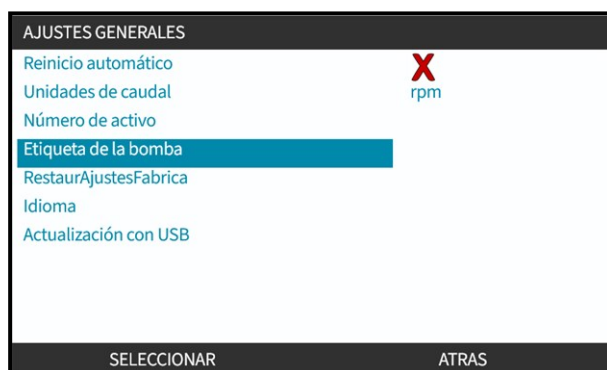 AJUSTES GENERALES
Reinicio automático X
Unidades de caudal rpm
Número de activo
Etiqueta de la bomba
RestaurAjustesFabrica
Idioma
Actualización con USB
SELECCIONAR ATRAS